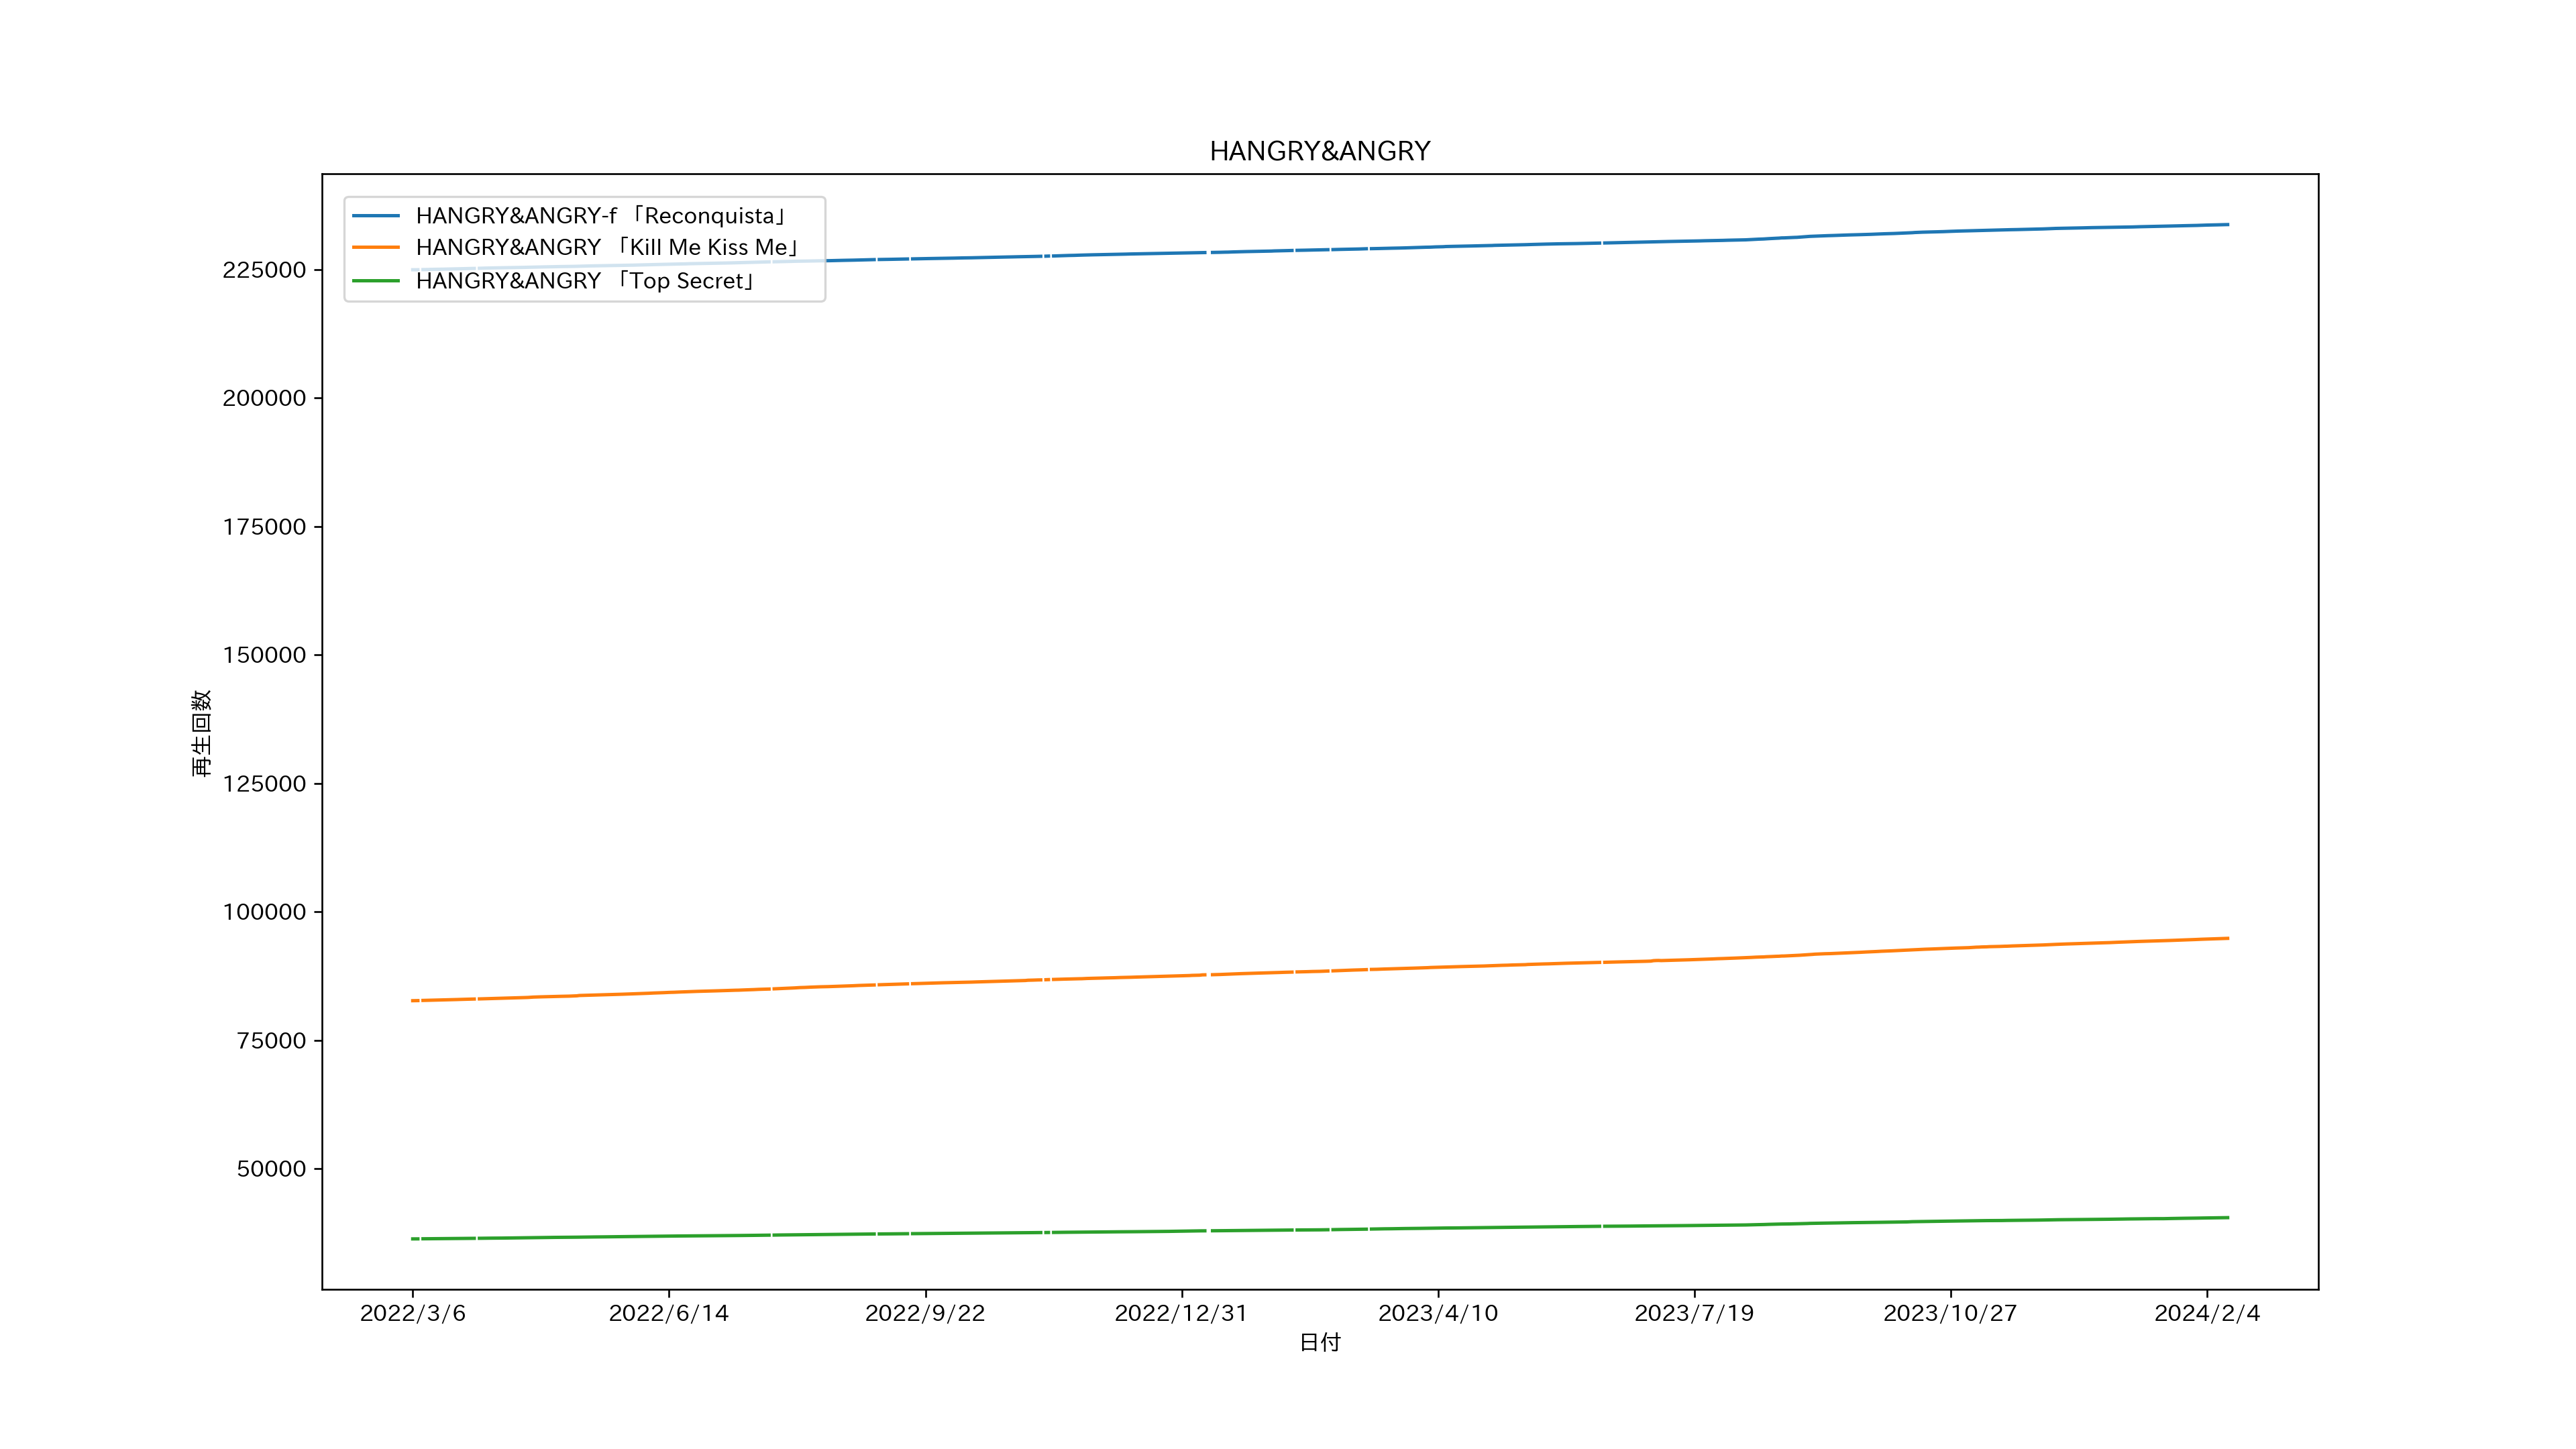 HANGRY&ANGRY
HANGRY&ANGRY-f 「Reconquista」
HANGRY&ANGRY 「Kill Me Kiss Me」
HANGRY&ANGRY 「Top Secret」
225000
200000
175000
150000
125000
100000
75000
50000
再生回数
2022/3/6 2022/6/14 2022/9/22 2022/12/31 2023/4/10 2023/7/19 2023/10/27 2024/2/4
日付